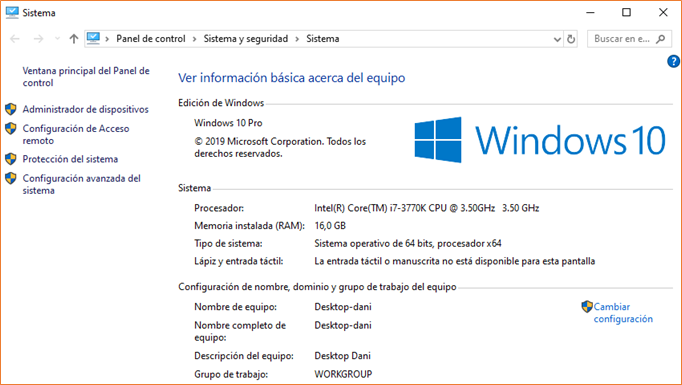 Sistema
Panel de control > Sistema y seguridad > Sistema
Buscar en e...
Ventana principal del Panel de
control
Administrador de dispositivos
Configuración de Acceso
remoto
Protección del sistema
Configuración avanzada del
sistema
?
Ver información básica acerca del equipo
Edición de Windows
Windows 10 Pro
© 2019 Microsoft Corporation. Todos los
derechos reservados.
Windows 10
Sistema
Procesador: Intel(R) Core(TM) i7-3770K CPU @ 3.50GHz 3.50 GHz
Memoria instalada (RAM): 16,0 GB
Tipo de sistema: Sistema operativo de 64 bits, procesador x64
Lápiz y entrada táctil: La entrada táctil o manuscrita no está disponible para esta pantalla
Configuración de nombre, dominio y grupo de trabajo del equipo
Nombre de equipo: Desktop-dani
Nombre completo de Desktop-dani
equipo:
Descripción del equipo: Desktop Dani
Grupo de trabajo: WORKGROUP
Cambiar
configuración